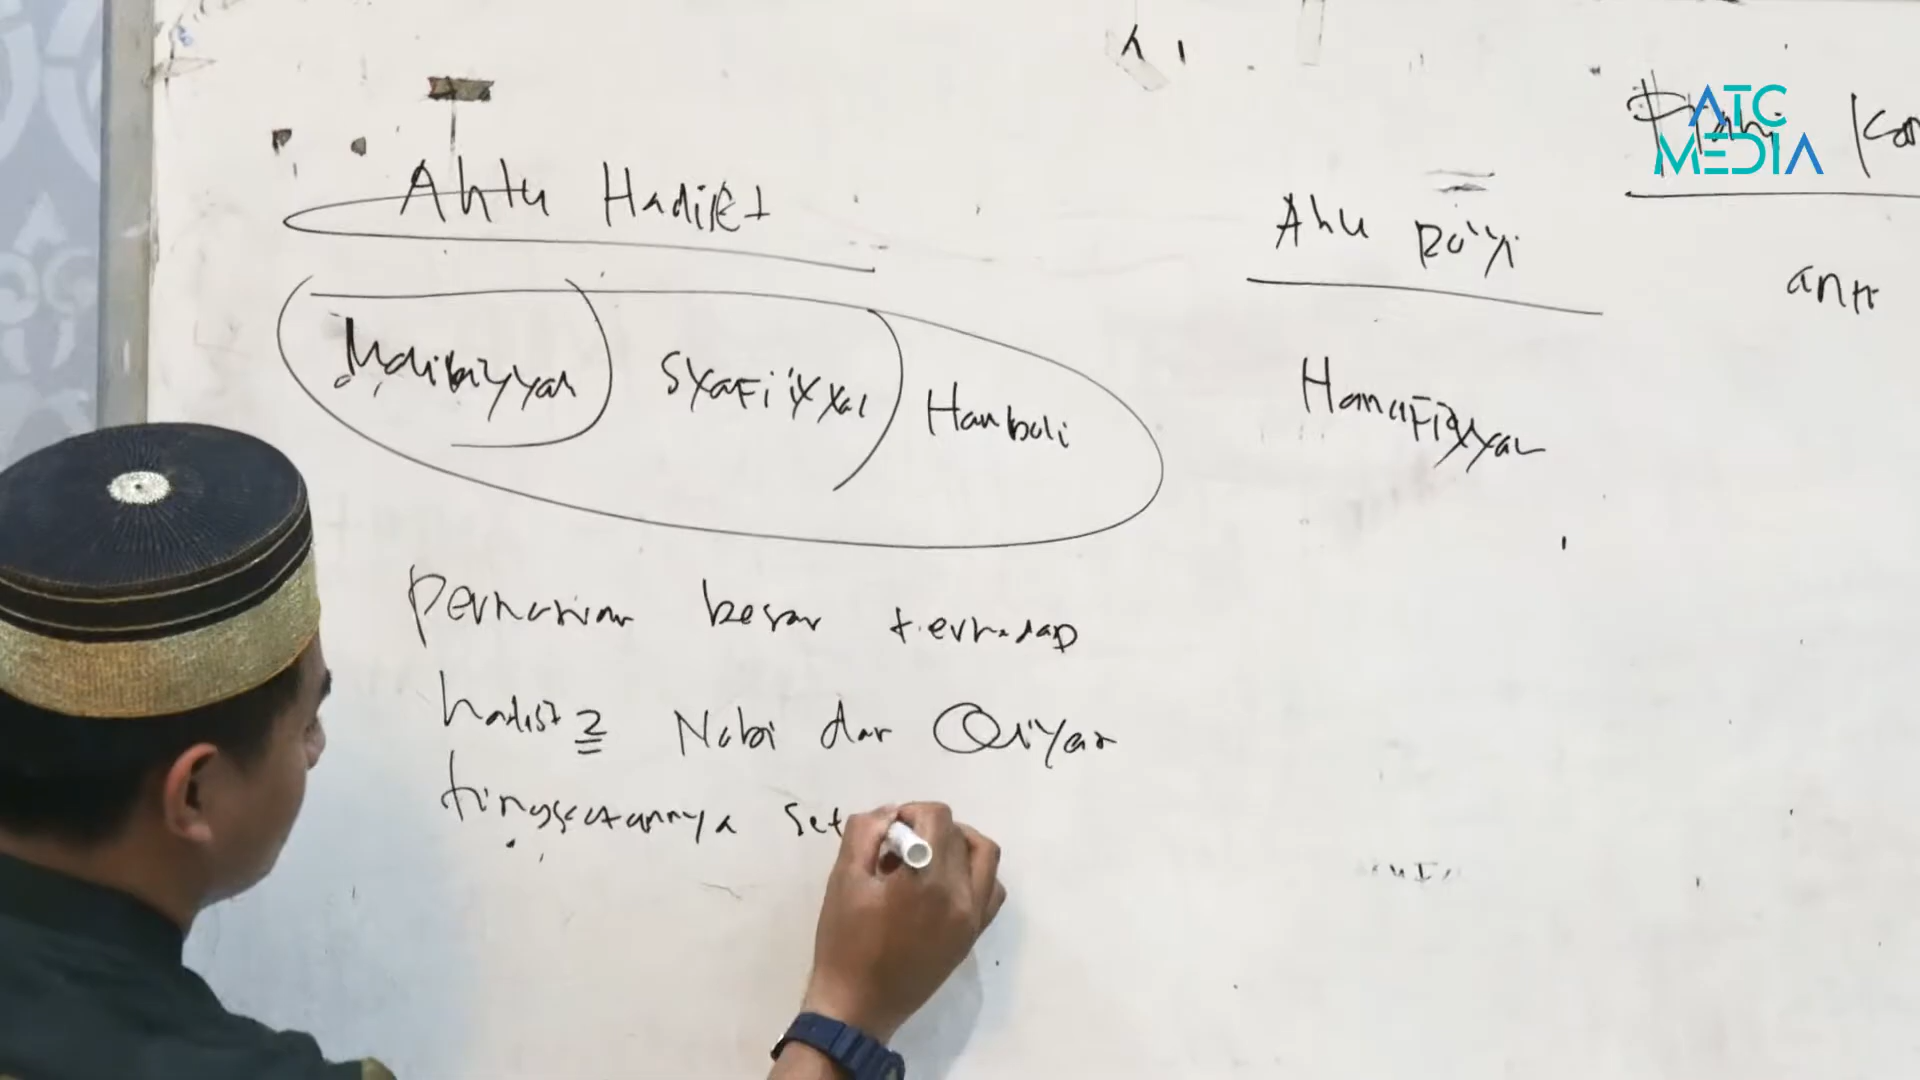 Ahlu Hadist
Malikiyyah Syafi'iyyah Hanbali
perhatian besar terhadap
hadist2 Nabi dan Qiyas
tingkatannya set
Ahlu Ro'yi
Hanafiyyah
anti
ATC
MEDIA